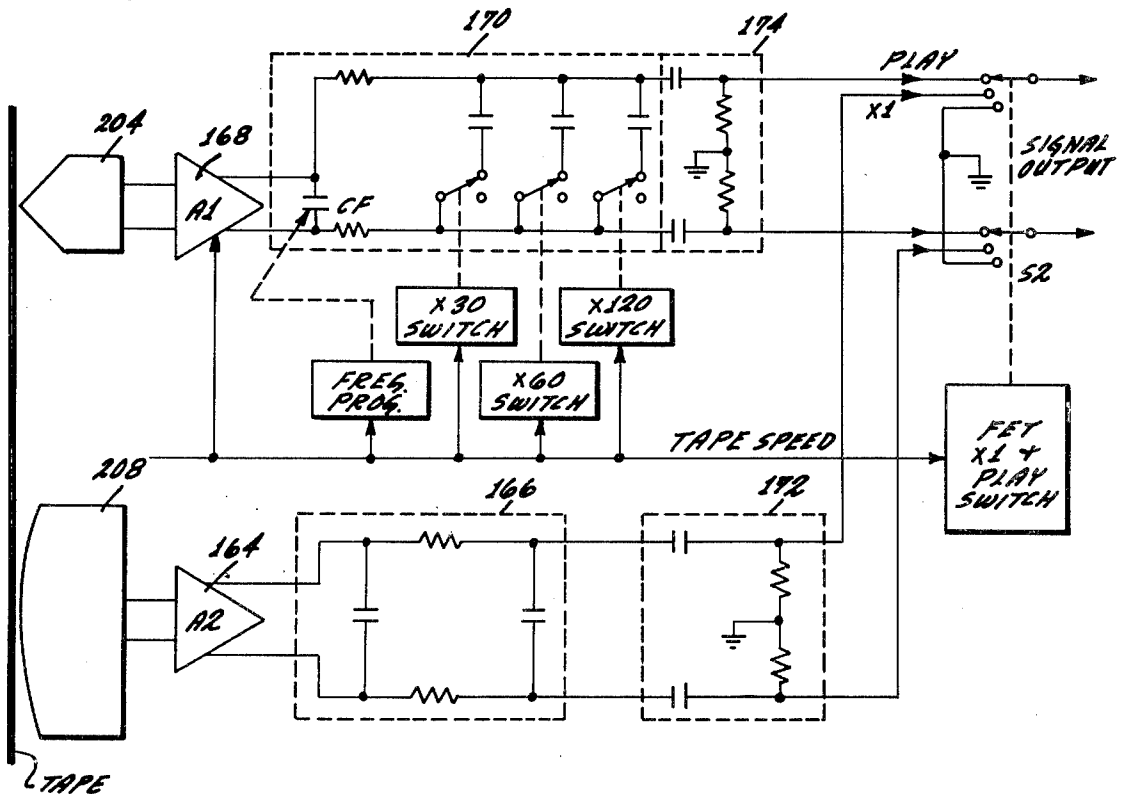 170
174
204
168
A1
CF
PLAY
X1
SIGNAL
OUTPUT
S2
X30
SWITCH
X120
SWITCH
FREQ.
PROG.
X60
SWITCH
TAPE SPEED
FET
X1 +
PLAY
SWITCH
208
166
172
164
A2
TAPE